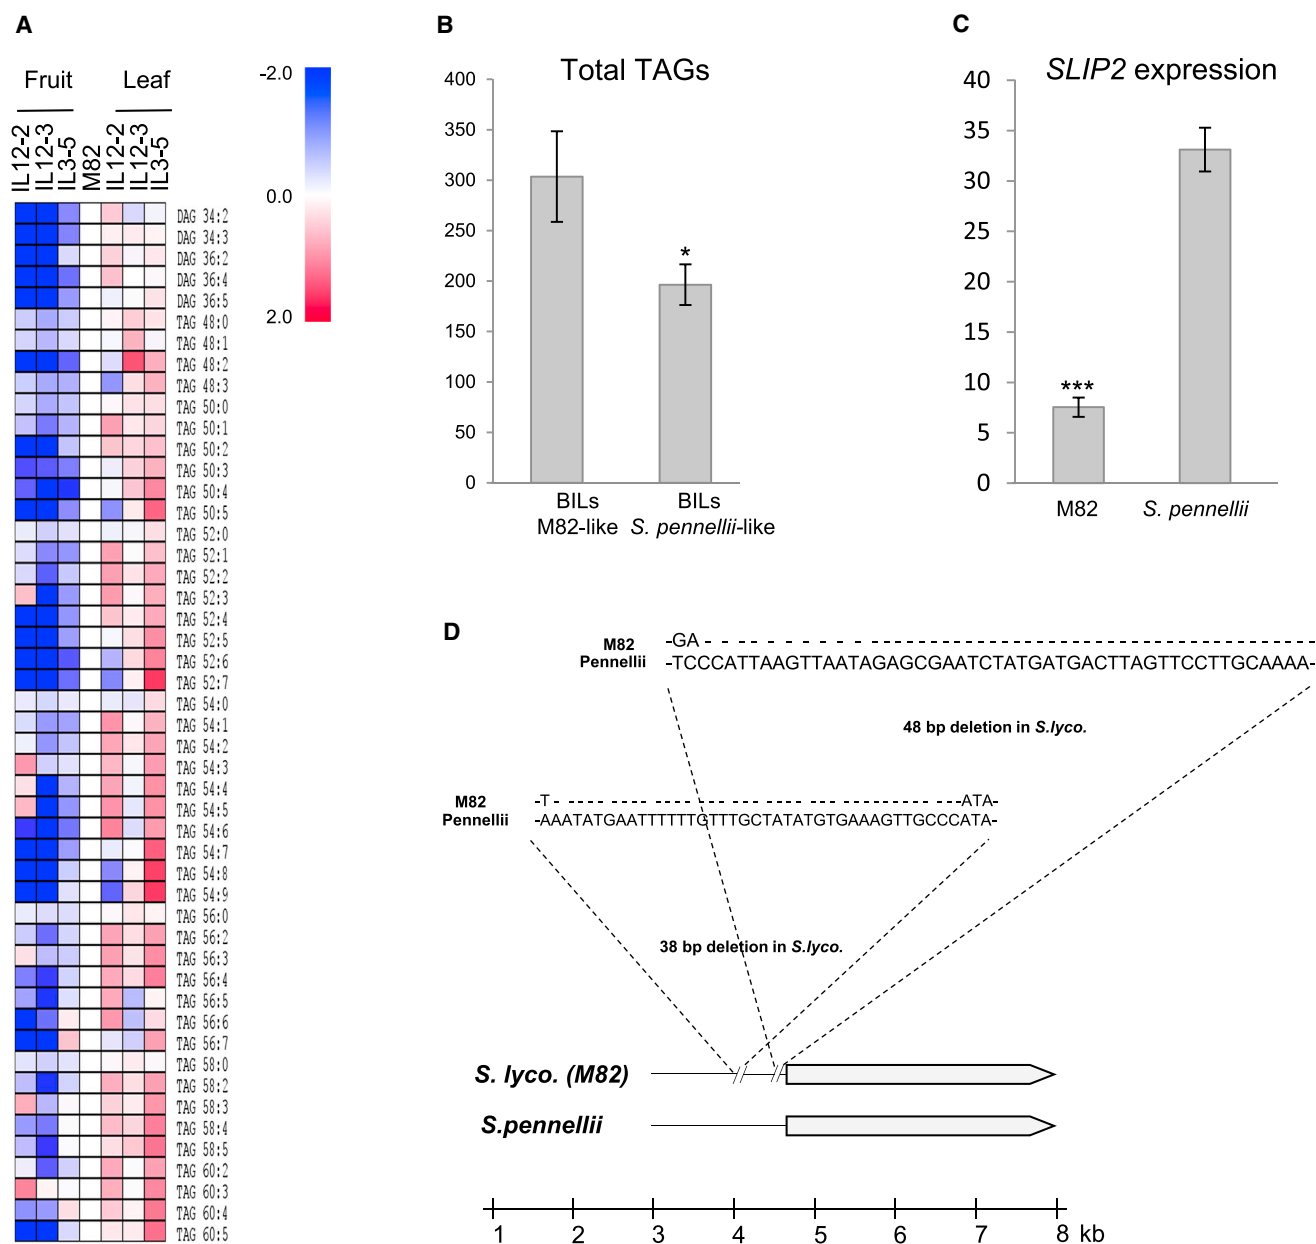 A
Fruit
Leaf
IL12-2
IL12-3
IL3-5
M82
IL12-2
IL12-3
IL3-5
-2.0
0.0
2.0
DAG 34:2
DAG 34:3
DAG 36:2
DAG 36:4
DAG 36:5
TAG 48:0
TAG 48:1
TAG 48:2
TAG 48:3
TAG 50:0
TAG 50:1
TAG 50:2
TAG 50:3
TAG 50:4
TAG 50:5
TAG 52:0
TAG 52:1
TAG 52:2
TAG 52:3
TAG 52:4
TAG 52:5
TAG 52:6
TAG 52:7
TAG 54:0
TAG 54:1
TAG 54:2
TAG 54:3
TAG 54:4
TAG 54:5
TAG 54:6
TAG 54:7
TAG 54:8
TAG 54:9
TAG 56:0
TAG 56:2
TAG 56:3
TAG 56:4
TAG 56:5
TAG 56:6
TAG 56:7
TAG 58:0
TAG 58:2
TAG 58:3
TAG 58:4
TAG 58:5
TAG 60:2
TAG 60:3
TAG 60:4
TAG 60:5
B
Total TAGs
400
350
300
250
200
150
100
50
0
*
BILs
M82-like
BILs
S. pennellii-like
C
SLIP2 expression
40
35
30
25
20
15
10
5
0
***
M82
S. pennellii
D
M82 -GA- - - - - - - - - - - - - - - - - - - - - - - - - - - - - -
Pennellii -TCCCATTAAGTTAATAGAGCGAATCTATGATGACTTAGTTCCTTGCAAAA-
48 bp deletion in S.lyco.
M82 -T- - - - - - - - - - - - - - - - - - - - - - - -ATA-
Pennellii -AAATATGAATTTTTTGTTTGCTATATGTGAAAGTTGCCCATA-
38 bp deletion in S.lyco.
S. lyco. (M82)
S.pennellii
1 2 3 4 5 6 7 8 kb